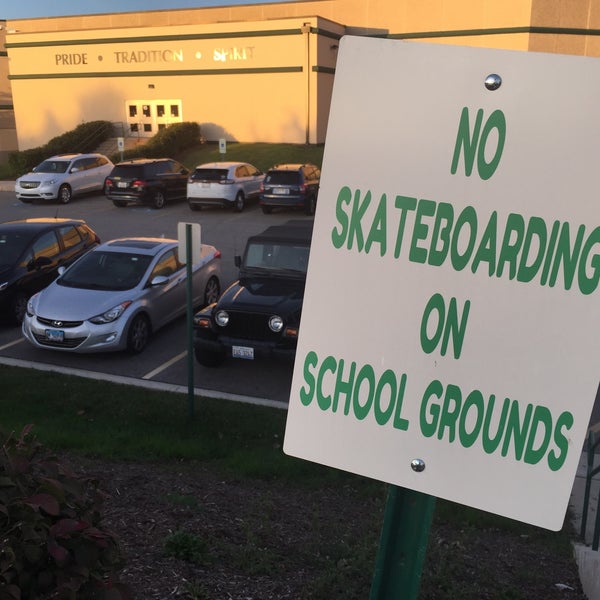 PRIDE • TRADITION • SPIRIT
NO
SKATEBOARDING
ON
SCHOOL GROUNDS